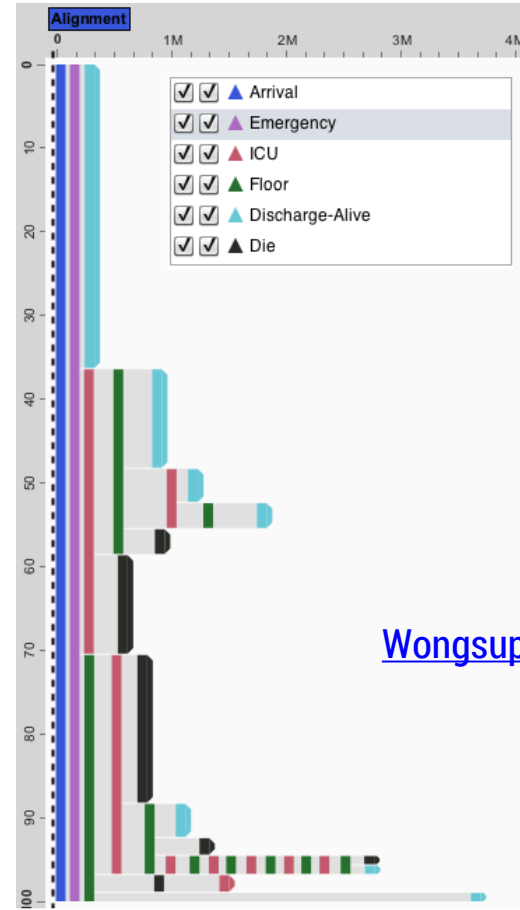 Alignment
0 1M 2M 3M 4M
0
10
20
30
40
50
60
70
80
90
100
Arrival
Emergency
ICU
Floor
Discharge-Alive
Die
Wongsup